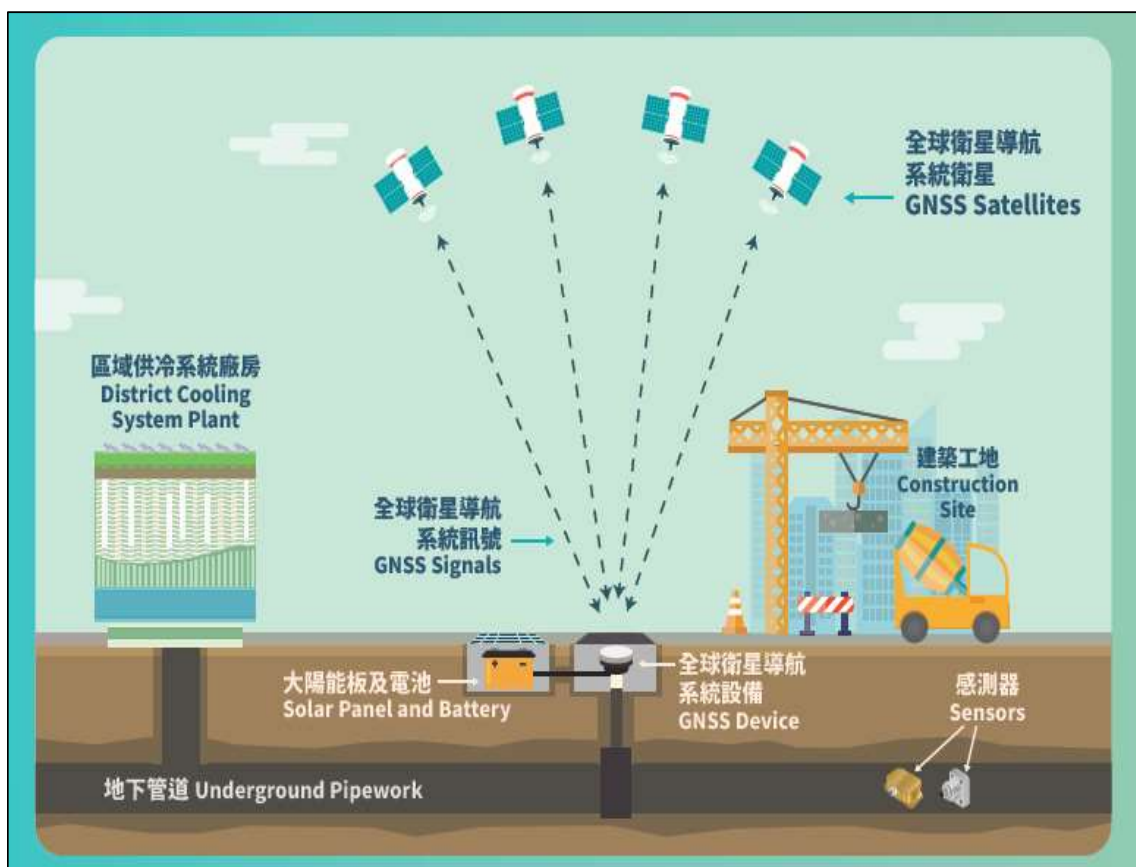 全球衛星導航
系統衛星
GNSS Satellites
區域供冷系統廠房
District Cooling
System Plant
建築工地
Construction
Site
全球衛星導航
系統訊號
GNSS Signals
大陽能板及電池
Solar Panel and Battery
全球衛星導航
系統設備
GNSS Device
感測器
Sensors
地下管道 Underground Pipework